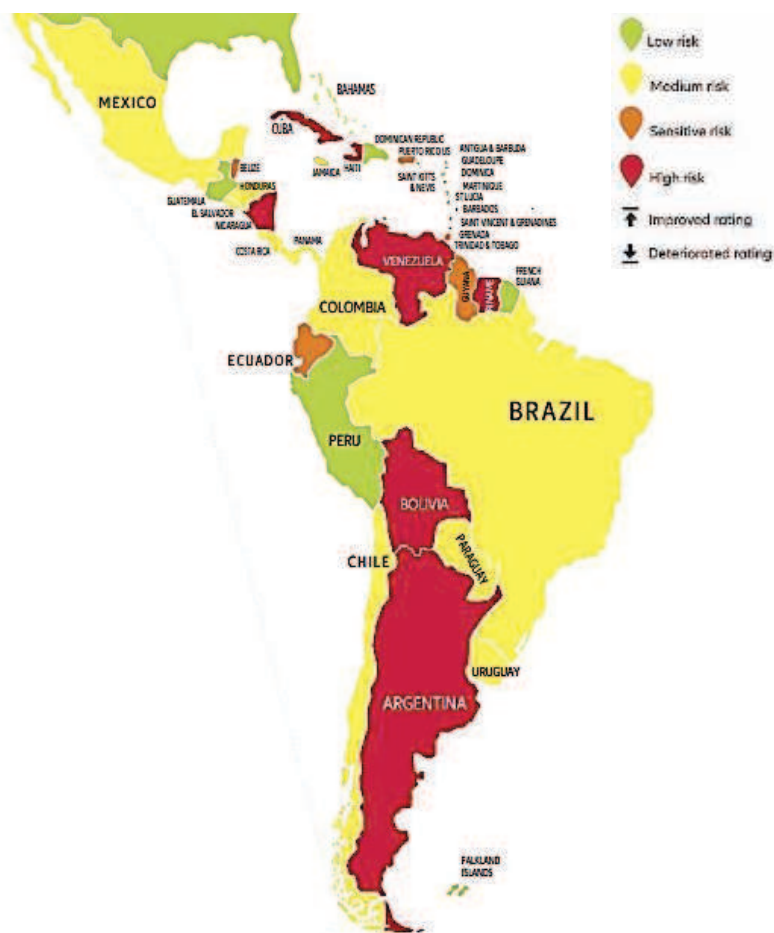 Low risk
Medium risk
Sensitive risk
High risk
Improved rating
Deteriorated rating
MEXICO
BAHAMAS
CUBA
DOMINICAN REPUBLIC
PUERTO RICO US
JAMAICA
HAITI
SAINT KITTS
& NEVIS
ANTIGUA & BARBUDA
GUADELOUPE
DOMINICA
MARTINIQUE
ST LUCIA
BARBADOS
SAINT VINCENT & GRENADINES
GRENADA
TRINIDAD & TOBAGO
BELIZE
HONDURAS
GUATEMALA
EL SALVADOR
NICARAGUA
COSTA RICA
PANAMA
VENEZUELA
GUYANA
FRENCH
GUIANA
COLOMBIA
ECUADOR
BRAZIL
PERU
BOLIVIA
PARAGUAY
CHILE
URUGUAY
ARGENTINA
FALKLAND
ISLANDS